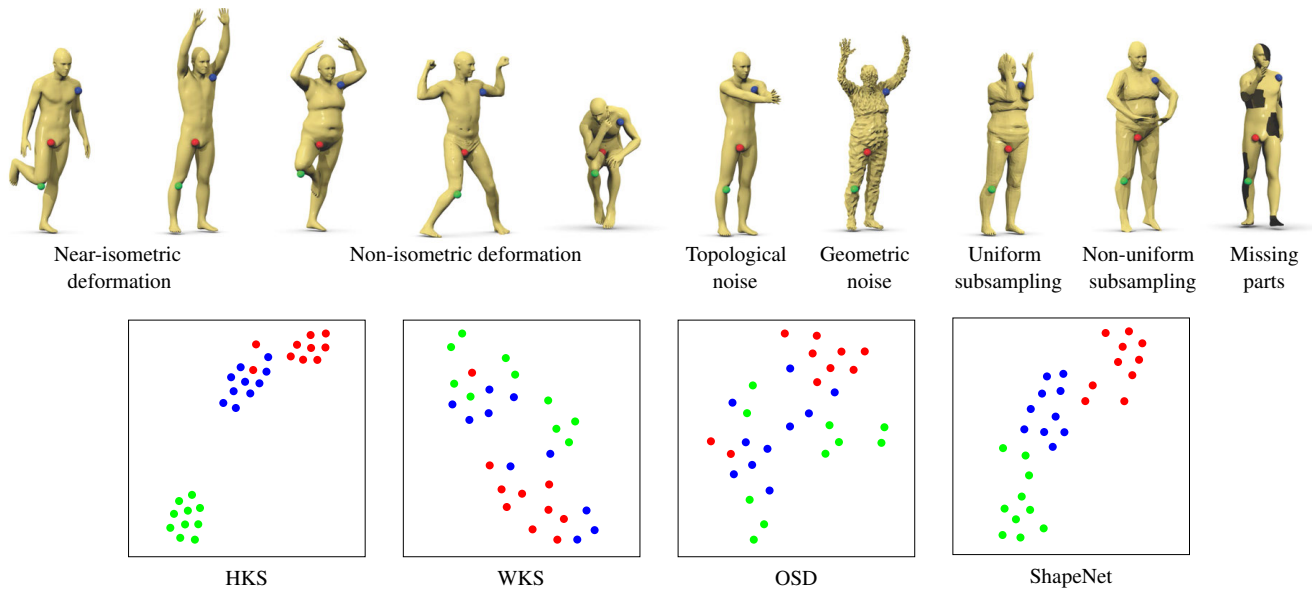 Near-isometric
deformation
Non-isometric deformation
Topological
noise
Geometric
noise
Uniform
subsampling
Non-uniform
subsampling
Missing
parts
HKS
WKS
OSD
ShapeNet